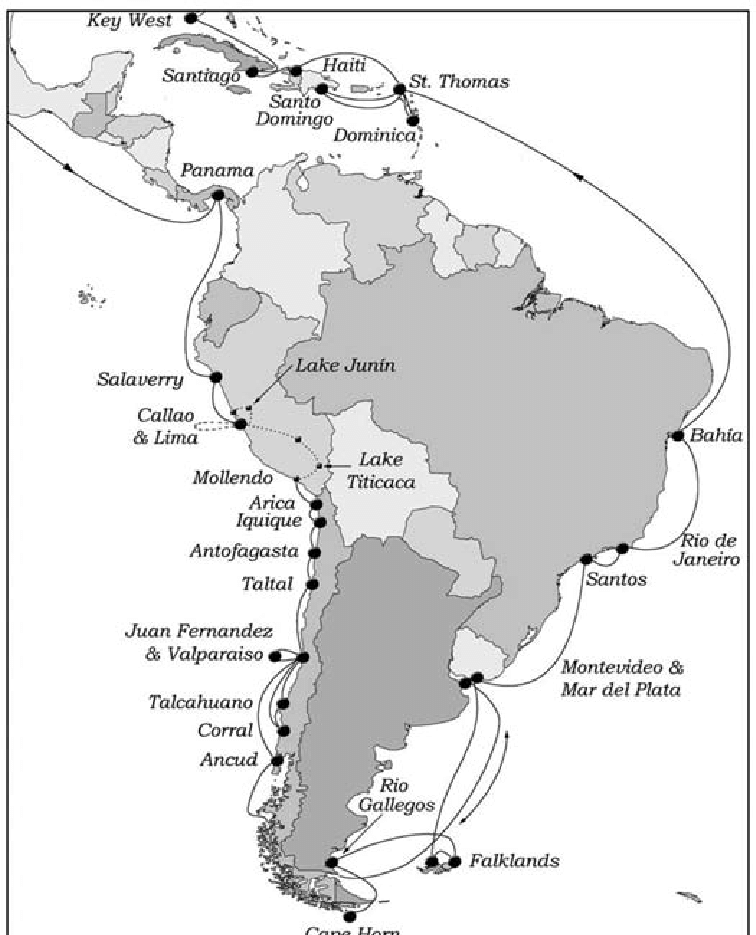 Key West
Santiago
Haiti
St. Thomas
Santo
Domingo
Dominica
Panama
Salaverry
Lake Junín
Callao
& Lima
Mollendo
Lake
Titicaca
Arica
Iquique
Antofagasta
Taltal
Bahía
Rio de
Janeiro
Santos
Juan Fernandez
& Valparaiso
Montevideo &
Mar del Plata
Talcahuano
Corral
Ancud
Rio
Gallegos
Falklands
Cape Horn